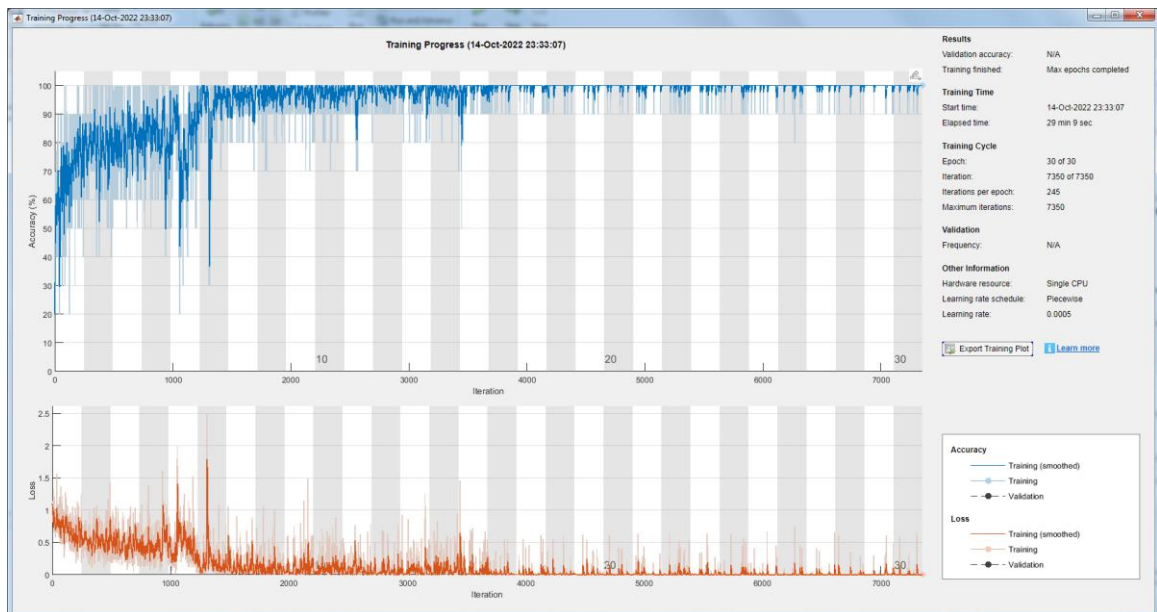 Training Progress (14-Oct-2022 23:33:07)
Training Progress (14-Oct-2022 23:33:07)
Accuracy (%)
100
90
80
70
60
50
40
30
20
10
0
10
20
30
0
1000
2000
3000
4000
5000
6000
7000
Iteration
Loss
2.5
2
1.5
1
0.5
0
20
30
0
1000
2000
3000
4000
5000
6000
7000
Iteration
Results
Validation accuracy: N/A
Training finished: Max epochs completed
Training Time
Start time: 14-Oct-2022 23:33:07
Elapsed time: 29 min 9 sec
Training Cycle
Epoch: 30 of 30
Iteration: 7350 of 7350
Iterations per epoch: 245
Maximum iterations: 7350
Validation
Frequency: N/A
Other Information
Hardware resource: Single CPU
Learning rate schedule: Piecewise
Learning rate: 0.0005
Export Training Plot
Learn more
Accuracy
Training (smoothed)
Training
Validation
Loss
Training (smoothed)
Training
Validation